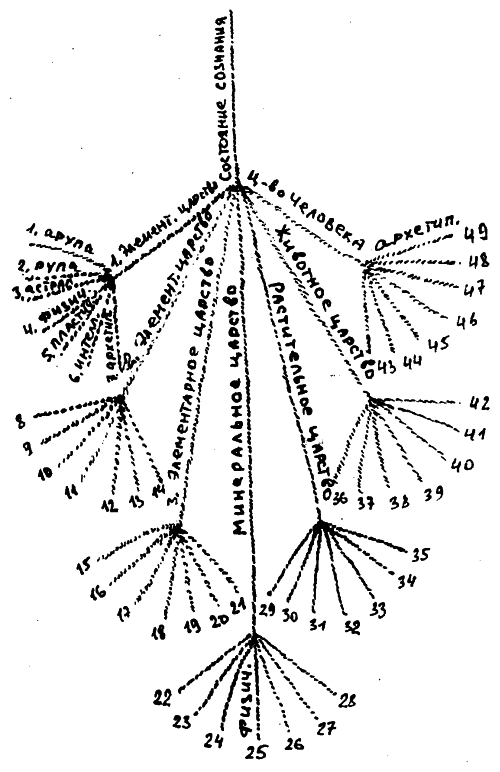 Состояние сознания
1. Элемент. царство
1. арупа
2. рупа
3. астрал.
4. физич.
5. пластич.
6. интел.
7. архетип.
2. Элемент. царство
8
9
10
11
12
13
14
3. Элементарное царство
15
16
17
18
19
20
21
Минеральное царство
22
23
24
физич.
25
26
27
28
Растительное царство
29
30
31
32
33
34
35
Животное царство
36
37
38
39
40
41
42
Ц-во человека
архетип.
43
44
45
46
47
48
49